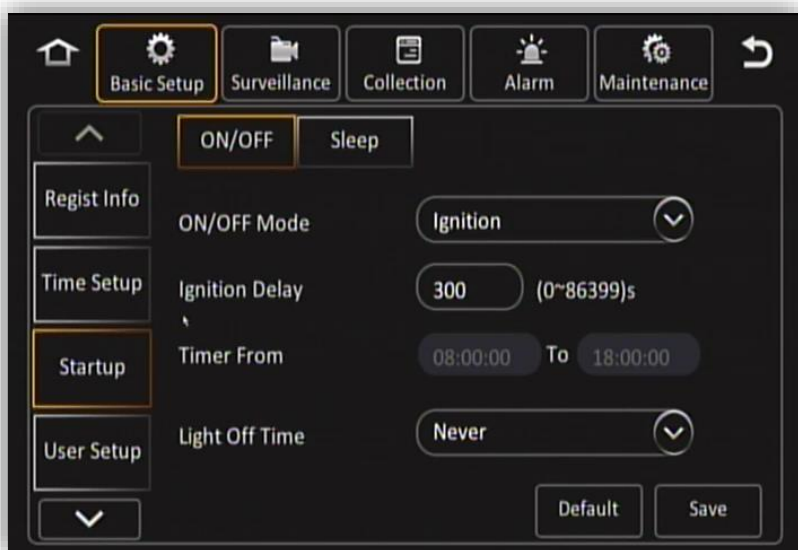 Basic Setup
Surveillance
Collection
Alarm
Maintenance
ON/OFF
Sleep
Regist Info
Time Setup
Startup
User Setup
ON/OFF Mode
Ignition
Ignition Delay
300
(0~86399)s
Timer From
08:00:00
To
18:00:00
Light Off Time
Never
Default
Save